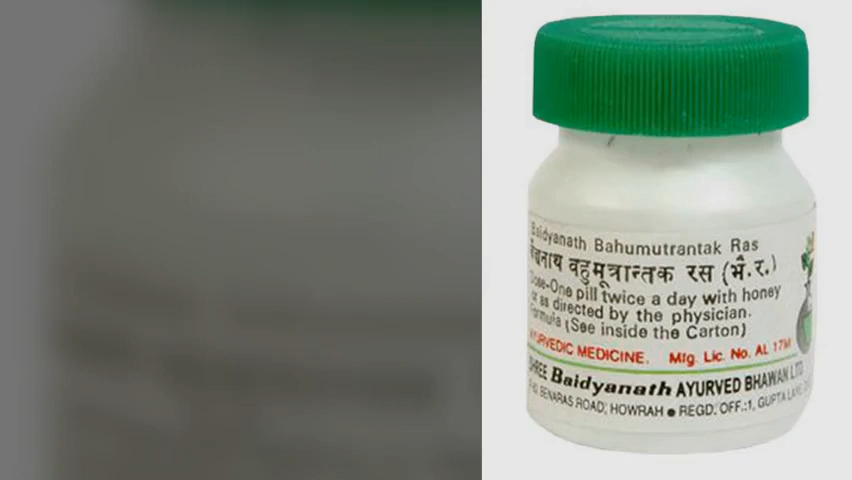 Baidyanath Bahumutrantak Ras
बैद्यनाथ वहुमूत्रान्तक रस (भै.र.)
Dose-One pill twice a day with honey
or as directed by the physician.
Formula (See inside the Carton)
AYURVEDIC MEDICINE. Mfg. Lic. No. AL 17M
SHREE Baidyanath AYURVED BHAWAN LTD
BENARAS ROAD, HOWRAH ● REGD. OFF.:1, GUPTA LANE